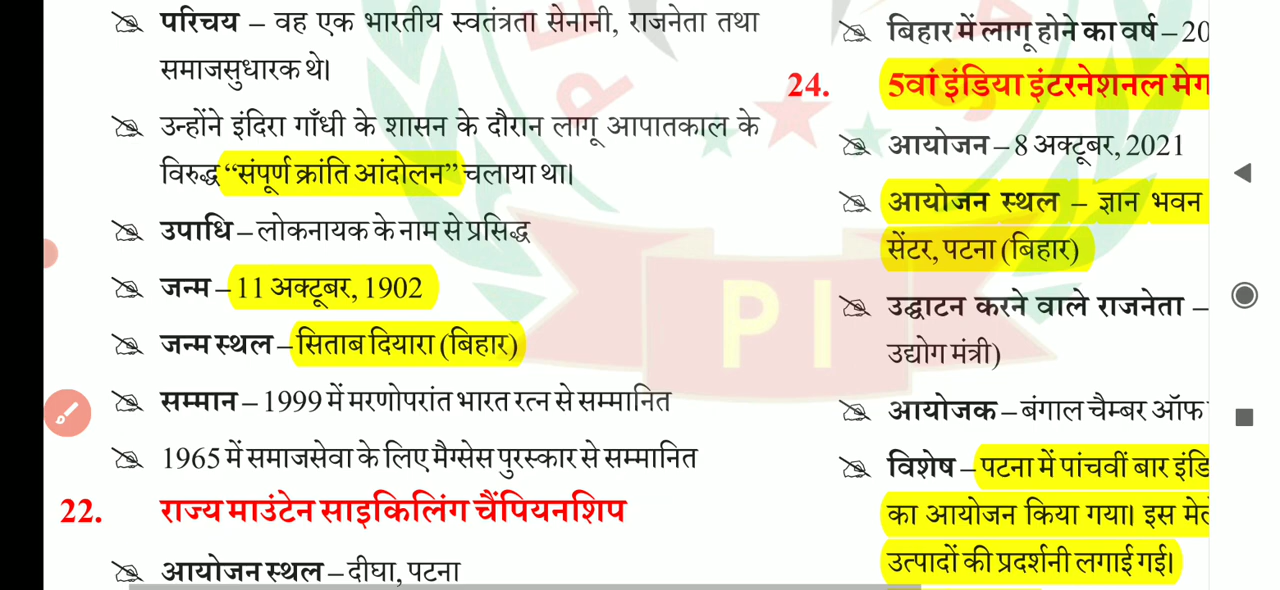 परिचय – वह एक भारतीय स्वतंत्रता सेनानी, राजनेता तथा
समाजसुधारक थे।
उन्होंने इंदिरा गाँधी के शासन के दौरान लागू आपातकाल के
विरुद्ध “संपूर्ण क्रांति आंदोलन” चलाया था।
उपाधि – लोकनायक के नाम से प्रसिद्ध
जन्म – 11 अक्टूबर, 1902
जन्म स्थल – सिताब दियारा (बिहार)
सम्मान – 1999 में मरणोपरांत भारत रत्न से सम्मानित
1965 में समाजसेवा के लिए मैग्सेस पुरस्कार से सम्मानित
22. राज्य माउंटेन साइकिलिंग चैंपियनशिप
आयोजन स्थल – दीघा, पटना
बिहार में लागू होने का वर्ष – 20
24. 5वां इंडिया इंटरनेशनल मेग
आयोजन – 8 अक्टूबर, 2021
आयोजन स्थल – ज्ञान भवन
सेंटर, पटना (बिहार)
उद्घाटन करने वाले राजनेता –
उद्योग मंत्री)
आयोजक – बंगाल चैम्बर ऑफ
विशेष – पटना में पांचवीं बार इंडि
का आयोजन किया गया। इस मेले
उत्पादों की प्रदर्शनी लगाई गई।
PI